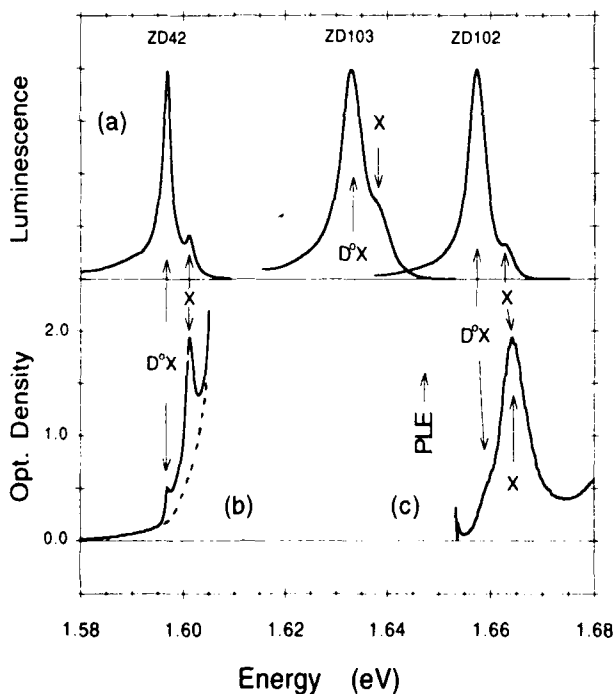 ZD42 ZD103 ZD102
Luminescence
(a)
X
D°X
X
X
D°X
D°X
2.0
Opt. Density
1.0
PLE
X
(b)
(c)
0.0
1.58 1.60 1.62 1.64 1.66 1.68
Energy (eV)